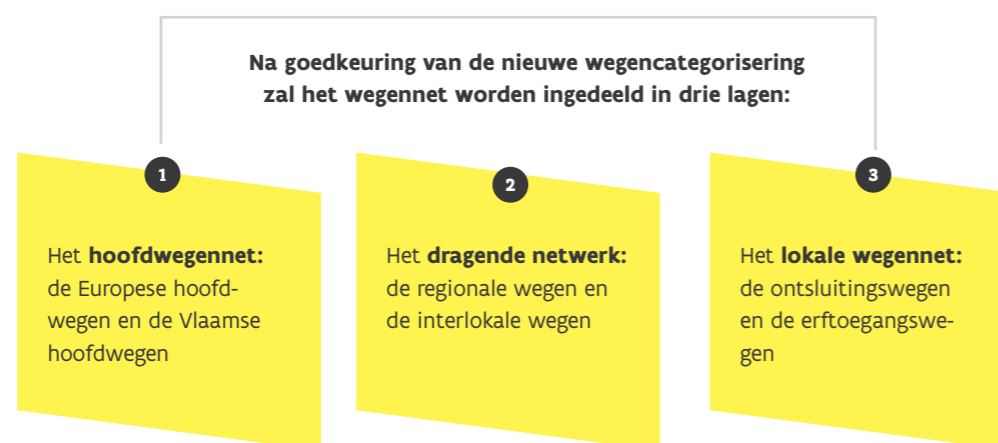 Na goedkeuring van de nieuwe wegencategorisering
zal het wegennet worden ingedeeld in drie lagen:
1
Het hoofdwegennet:
de Europese hoofd-
wegen en de Vlaamse
hoofdwegen
2
Het dragende netwerk:
de regionale wegen en
de interlokale wegen
3
Het lokale wegennet:
de ontsluitingswegen
en de erftoegangswe-
gen